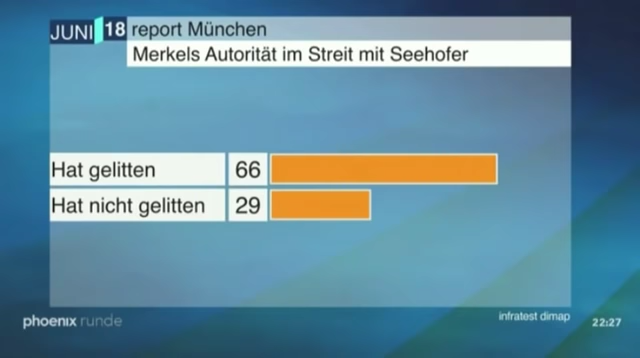 JUNI 18 report München
Merkels Autorität im Streit mit Seehofer
Hat gelitten 66
Hat nicht gelitten 29
infratest dimap
phoenix runde 22:27